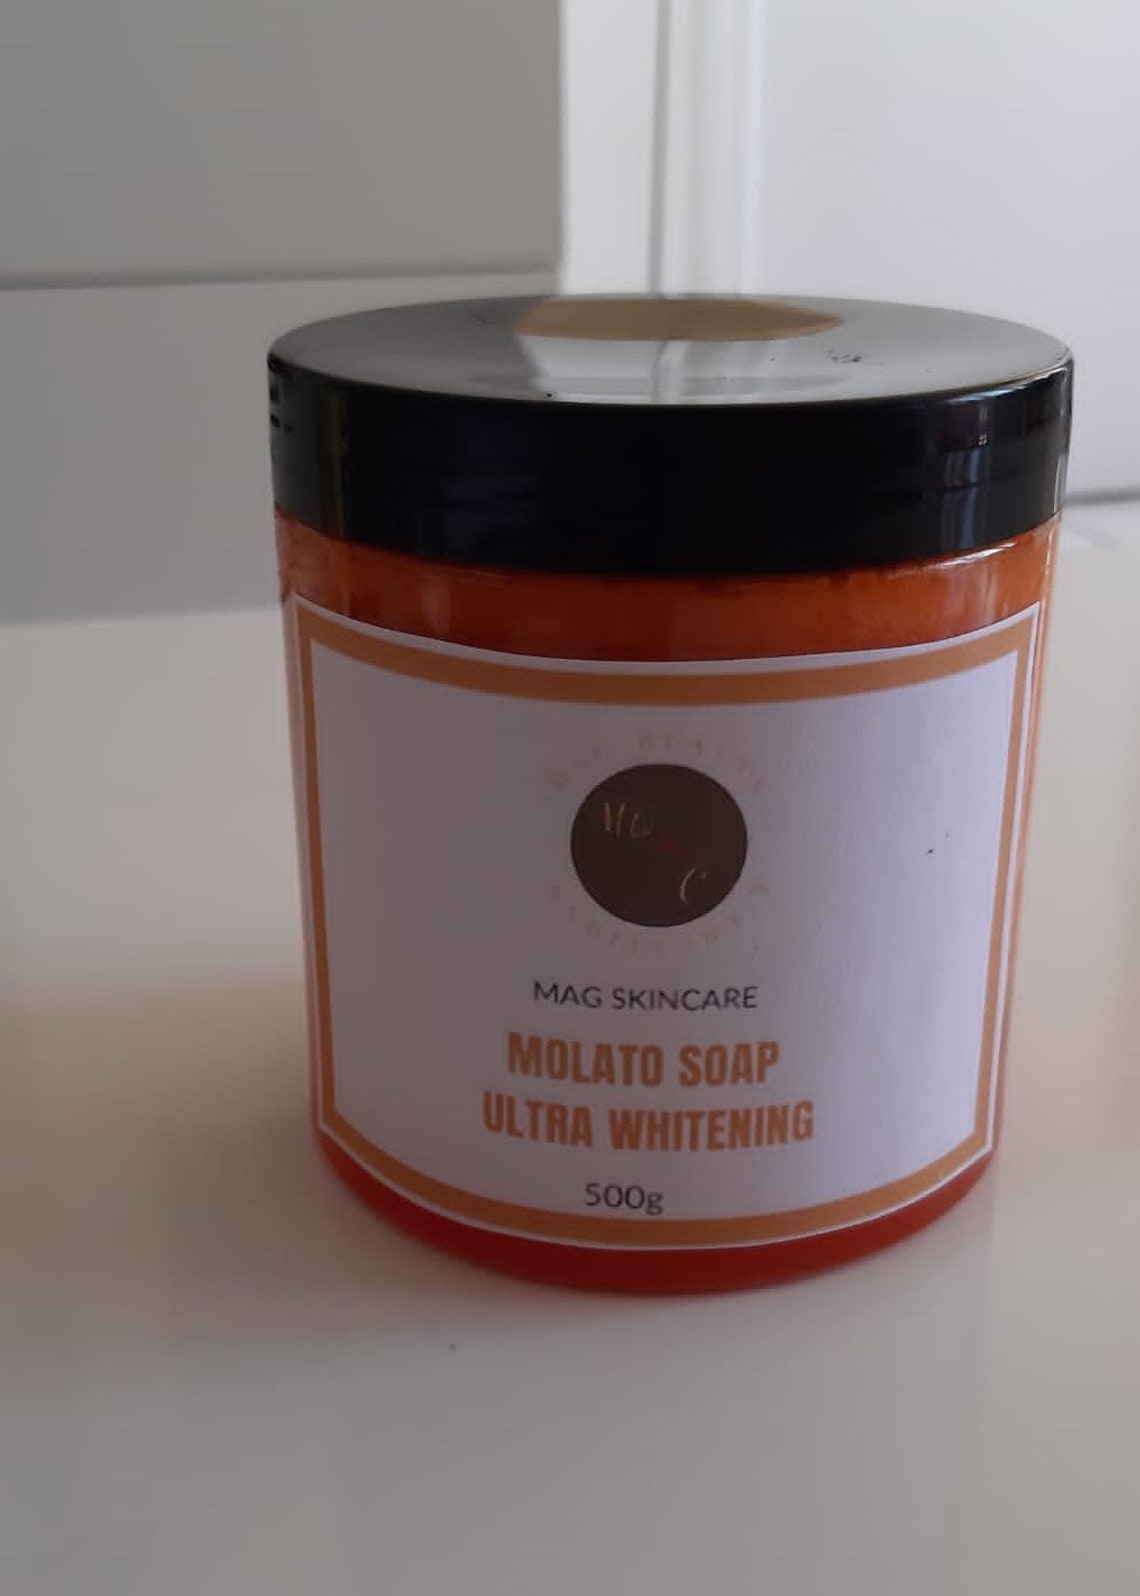 MAG SKINCARE
MOLATO SOAP
ULTRA WHITENING
500g